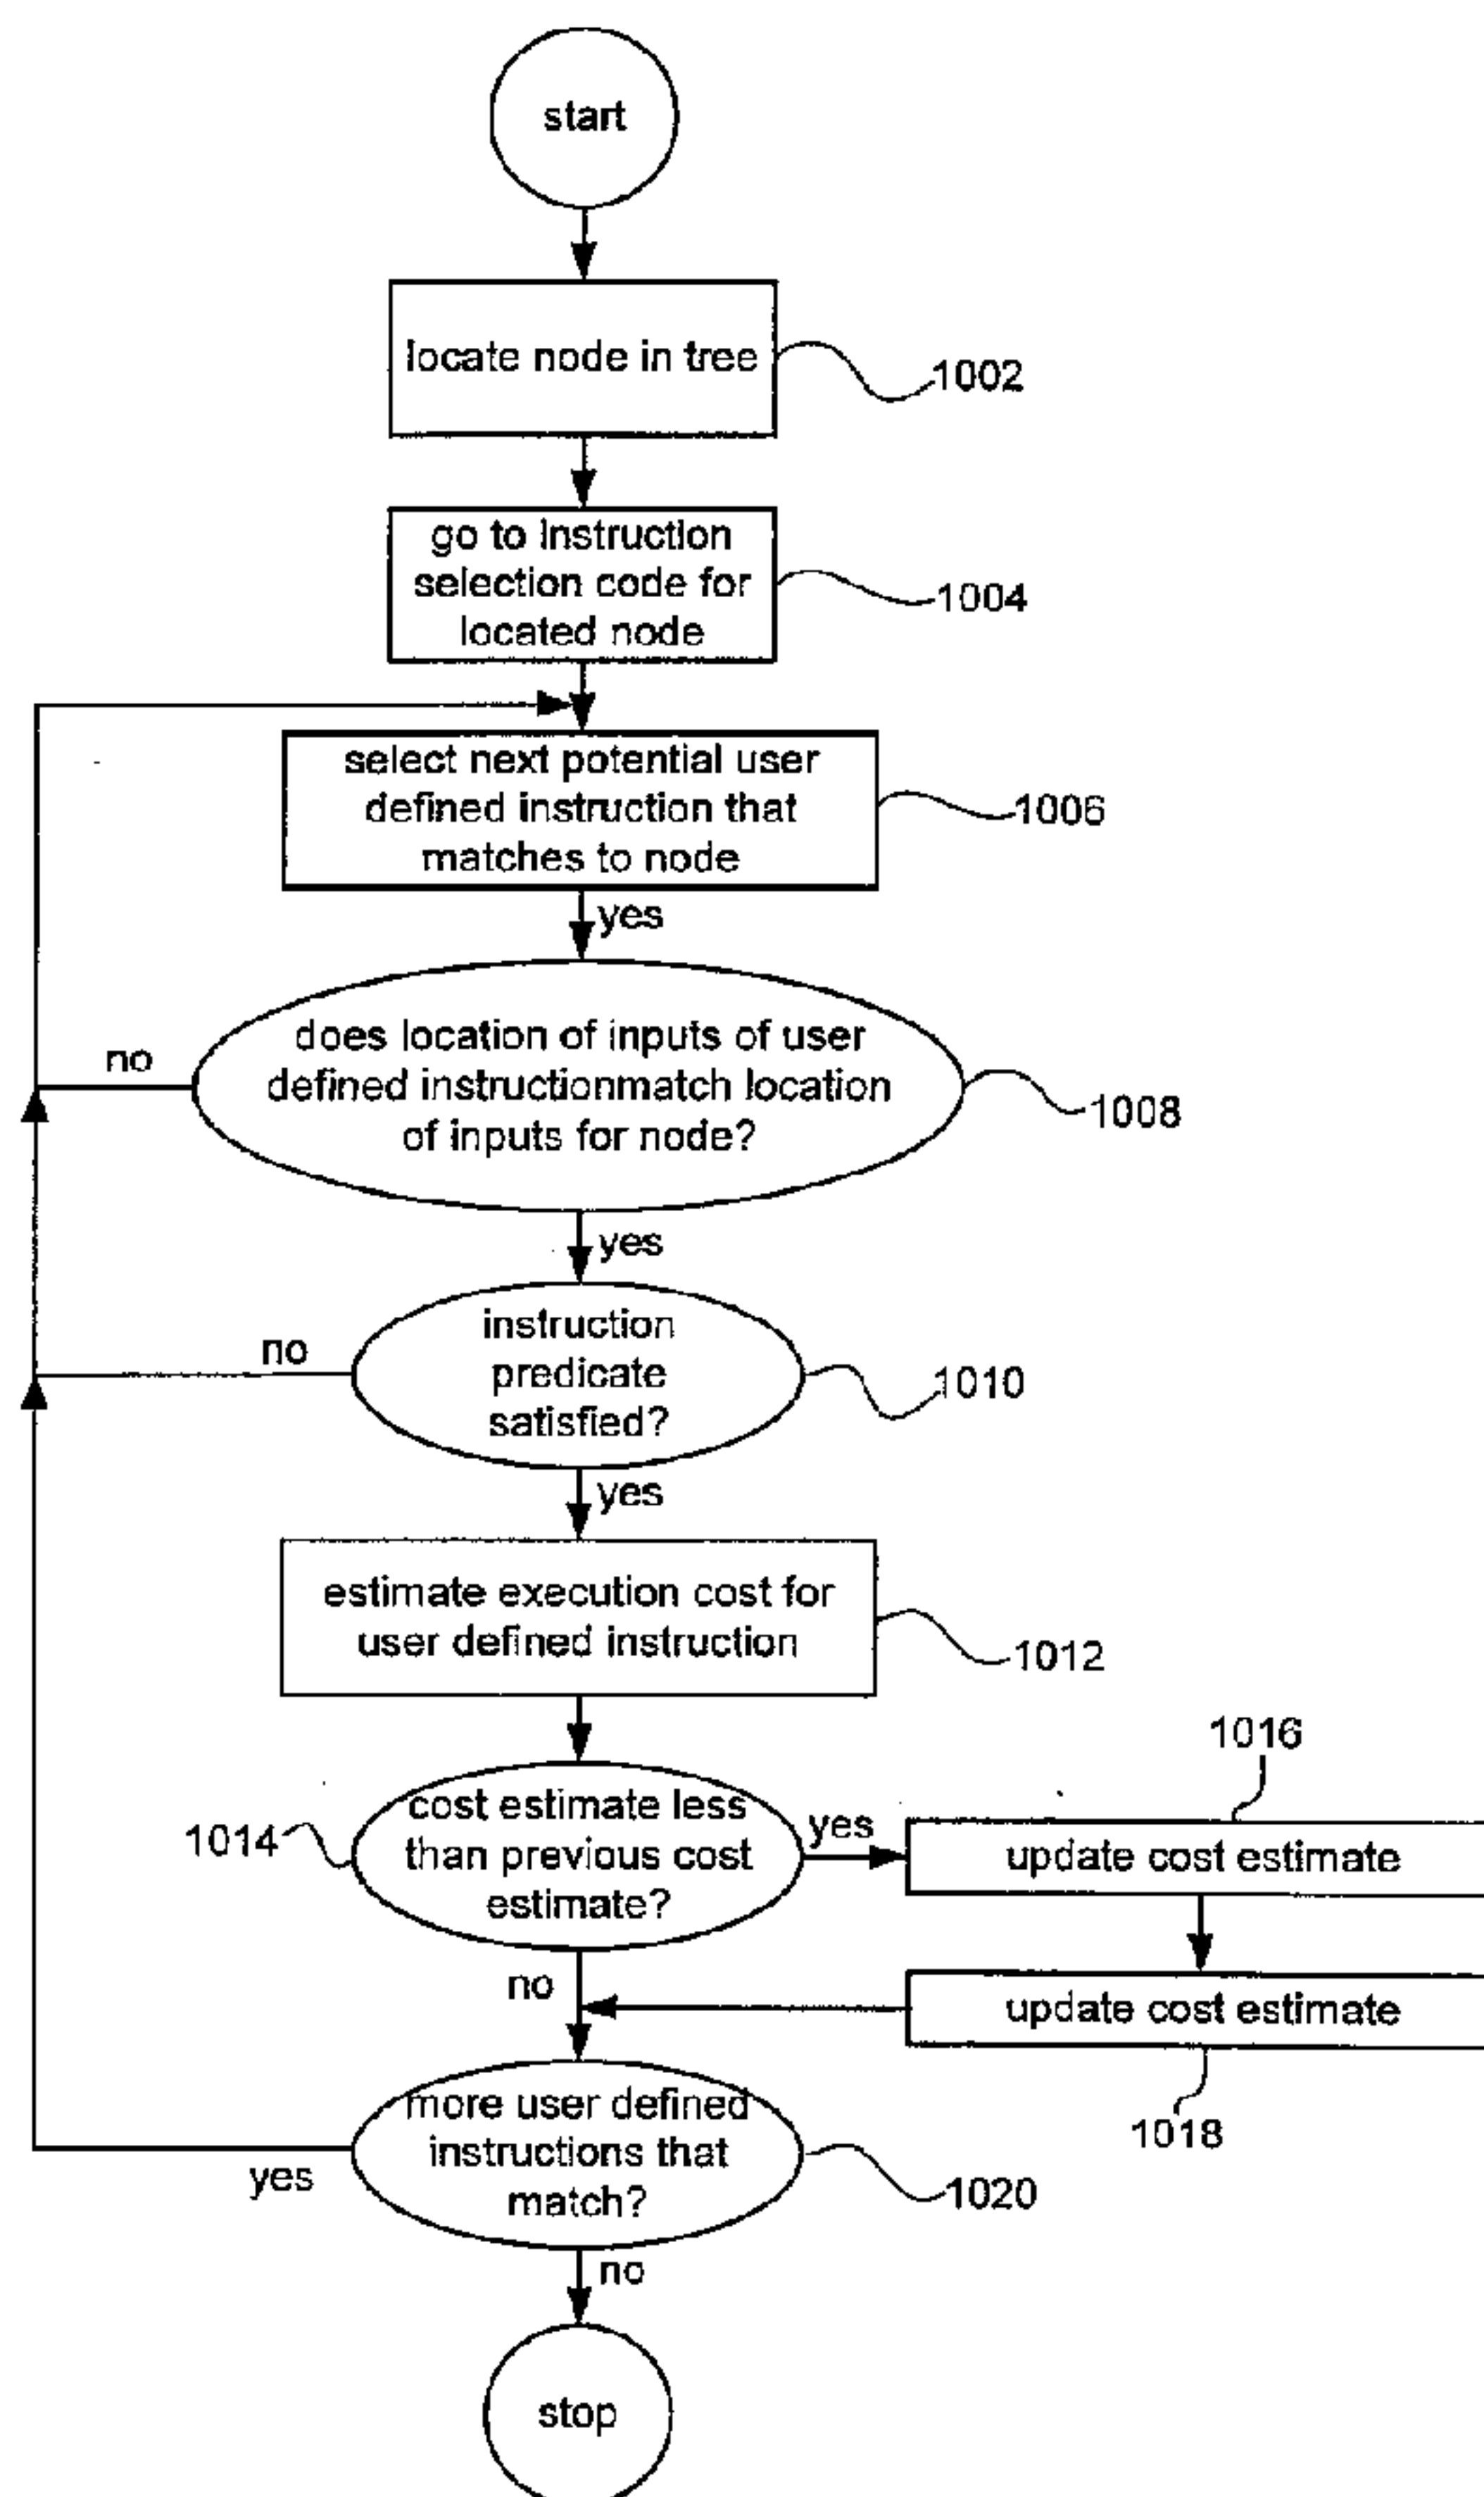 start
locate node in tree
1002
go to instruction
selection code for
located node
1004
select next potential user
defined instruction that
matches to node
1006
yes
does location of inputs of user
defined instructionmatch location
of inputs for node?
no
1008
yes
instruction
predicate
satisfied?
no
1010
yes
estimate execution cost for
user defined instruction
1012
cost estimate less
than previous cost
estimate?
1014
yes
1016
update cost estimate
no
update cost estimate
1018
more user defined
instructions that
match?
yes
1020
no
stop